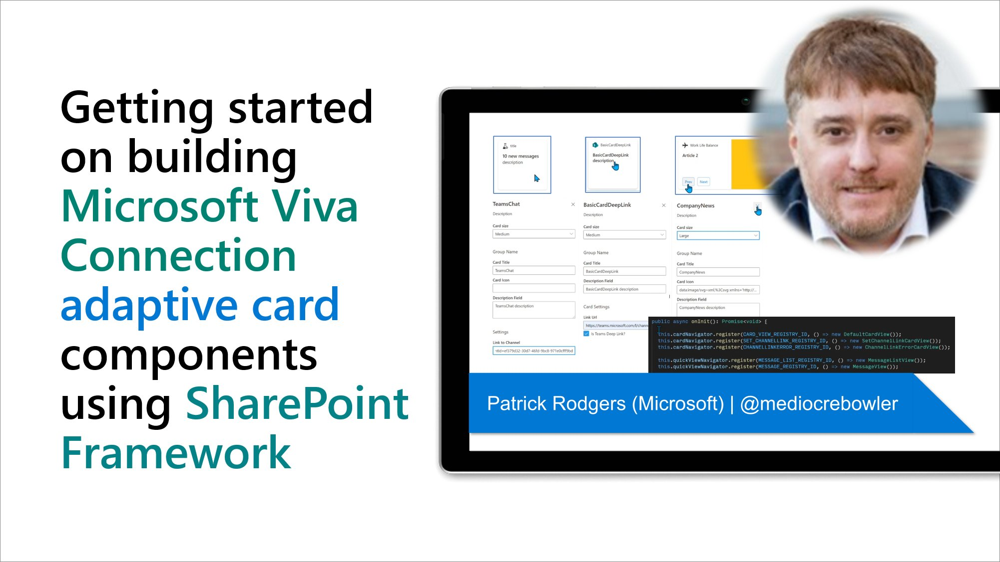 Getting started
on building
Microsoft Viva
Connection
adaptive card
components
using SharePoint
Framework
title
10 new messages
description
BasicCardDeepLink
BasicCardDeepLink
description
Work Life Balance
Article 2
Prev
Next
TeamsChat
Description
Card size
Medium
Group Name
Card Title
TeamsChat
Card Icon
Description Field
TeamsChat description
Settings
Link to Channel
ntId=ef379d32-30d7-46fd-9bc8-971e0cfff9bd
BasicCardDeepLink
Description
Card size
Medium
Group Name
Card Title
BasicCardDeepLink
Description Field
BasicCardDeepLink description
Card Settings
Link Url
https://teams.microsoft.com/l/chann
Is Teams Deep Link?
CompanyNews
Description
Card size
Large
Group Name
Card Title
CompanyNews
Card Icon
data:image/svg+xml,%3Csvg xmlns='http://...
Description Field
CompanyNews description
public async onInit(): Promise<void> {
this.cardNavigator.register(CARD_VIEW_REGISTRY_ID, () => new DefaultCardView());
this.cardNavigator.register(SET_CHANNELLINK_REGISTRY_ID, () => new SetChannelLinkCardView());
this.cardNavigator.register(CHANNELLINKERROR_REGISTRY_ID, () => new ChannelLinkErrorCardView());
this.quickViewNavigator.register(MESSAGE_LIST_REGISTRY_ID, () => new MessageListView());
this.quickViewNavigator.register(MESSAGE_REGISTRY_ID, () => new MessageView());
Patrick Rodgers (Microsoft) | @mediocrebowler